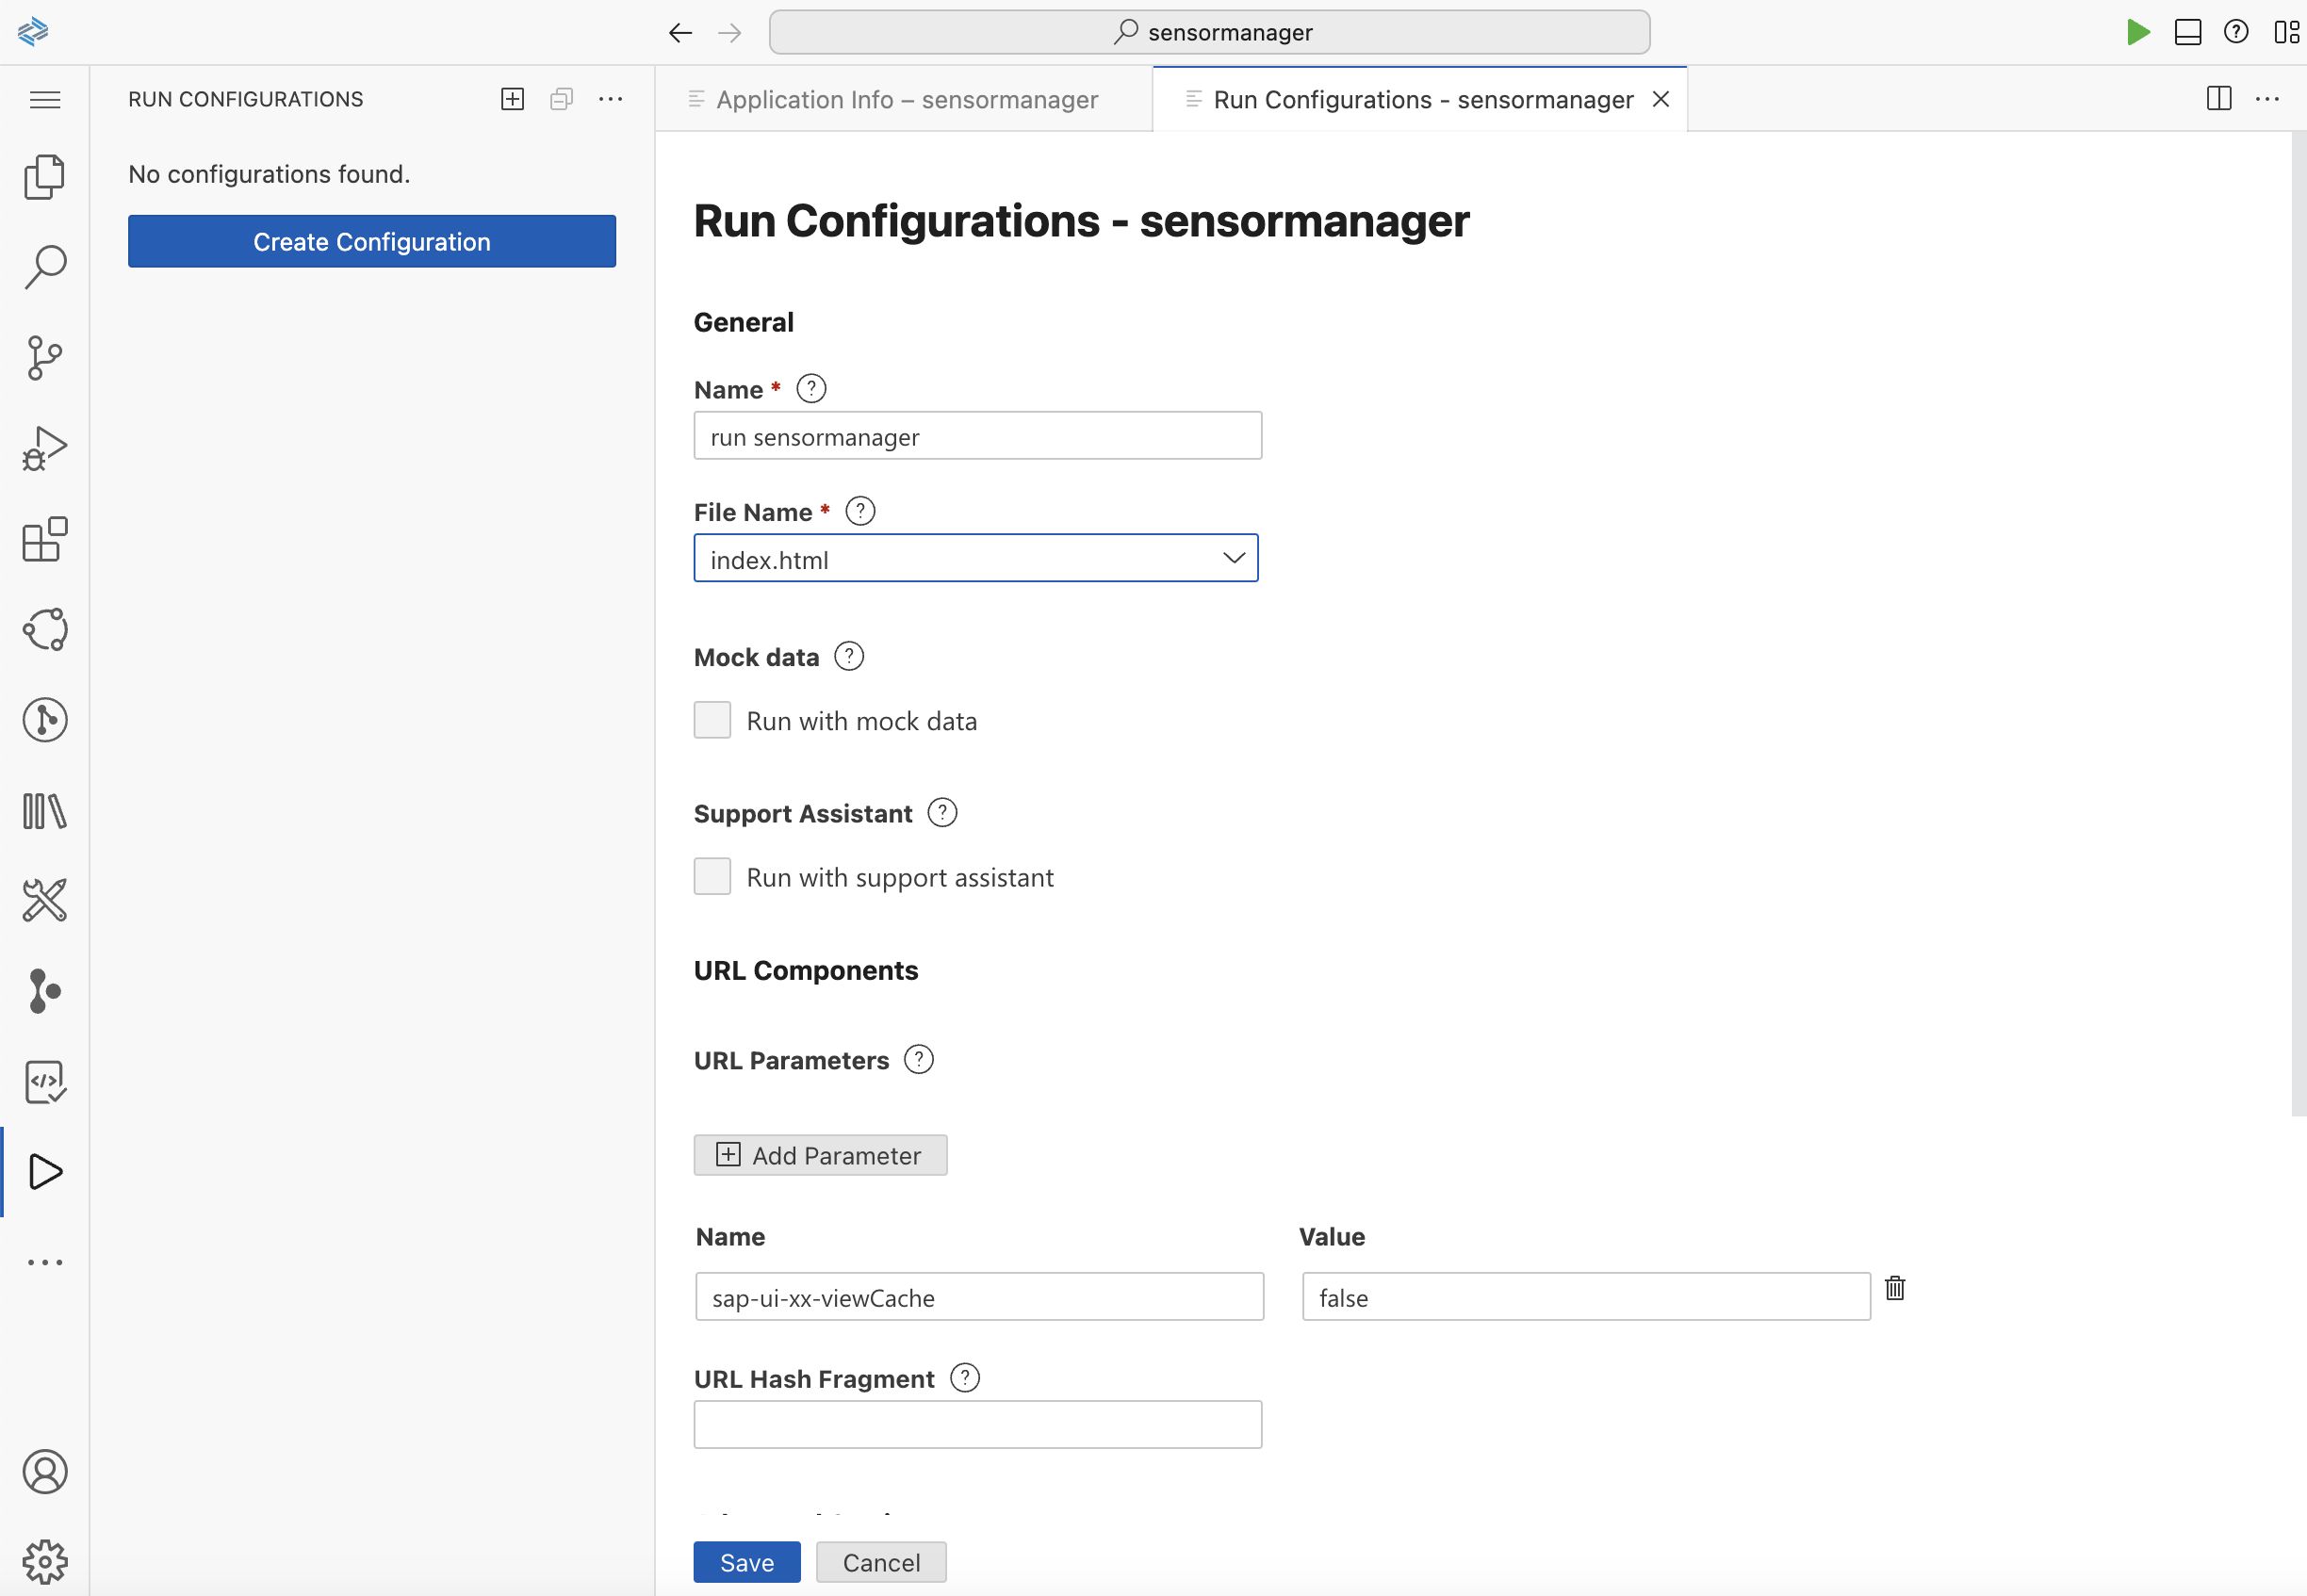 sensormanager
RUN CONFIGURATIONS
Application Info – sensormanager
Run Configurations - sensormanager
No configurations found.
Create Configuration
Run Configurations - sensormanager
General
Name *
run sensormanager
File Name *
index.html
Mock data
Run with mock data
Support Assistant
Run with support assistant
URL Components
URL Parameters
Add Parameter
Name Value
sap-ui-xx-viewCache false
URL Hash Fragment
Save Cancel